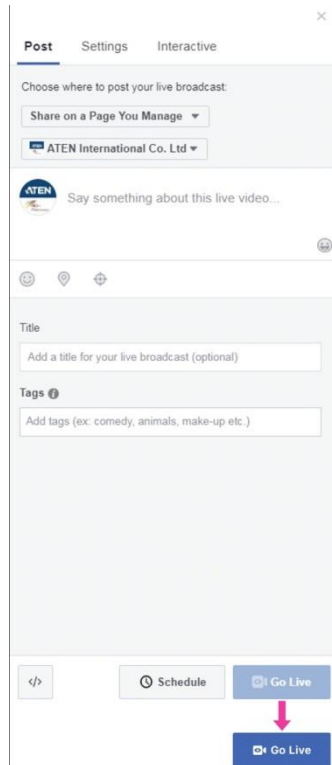 Post Settings Interactive
Choose where to post your live broadcast:
Share on a Page You Manage
ATEN International Co. Ltd
ATEN
Say something about this live video...
Title
Add a title for your live broadcast (optional)
Tags
Add tags (ex: comedy, animals, make-up etc.)
</> Schedule Go Live
Go Live